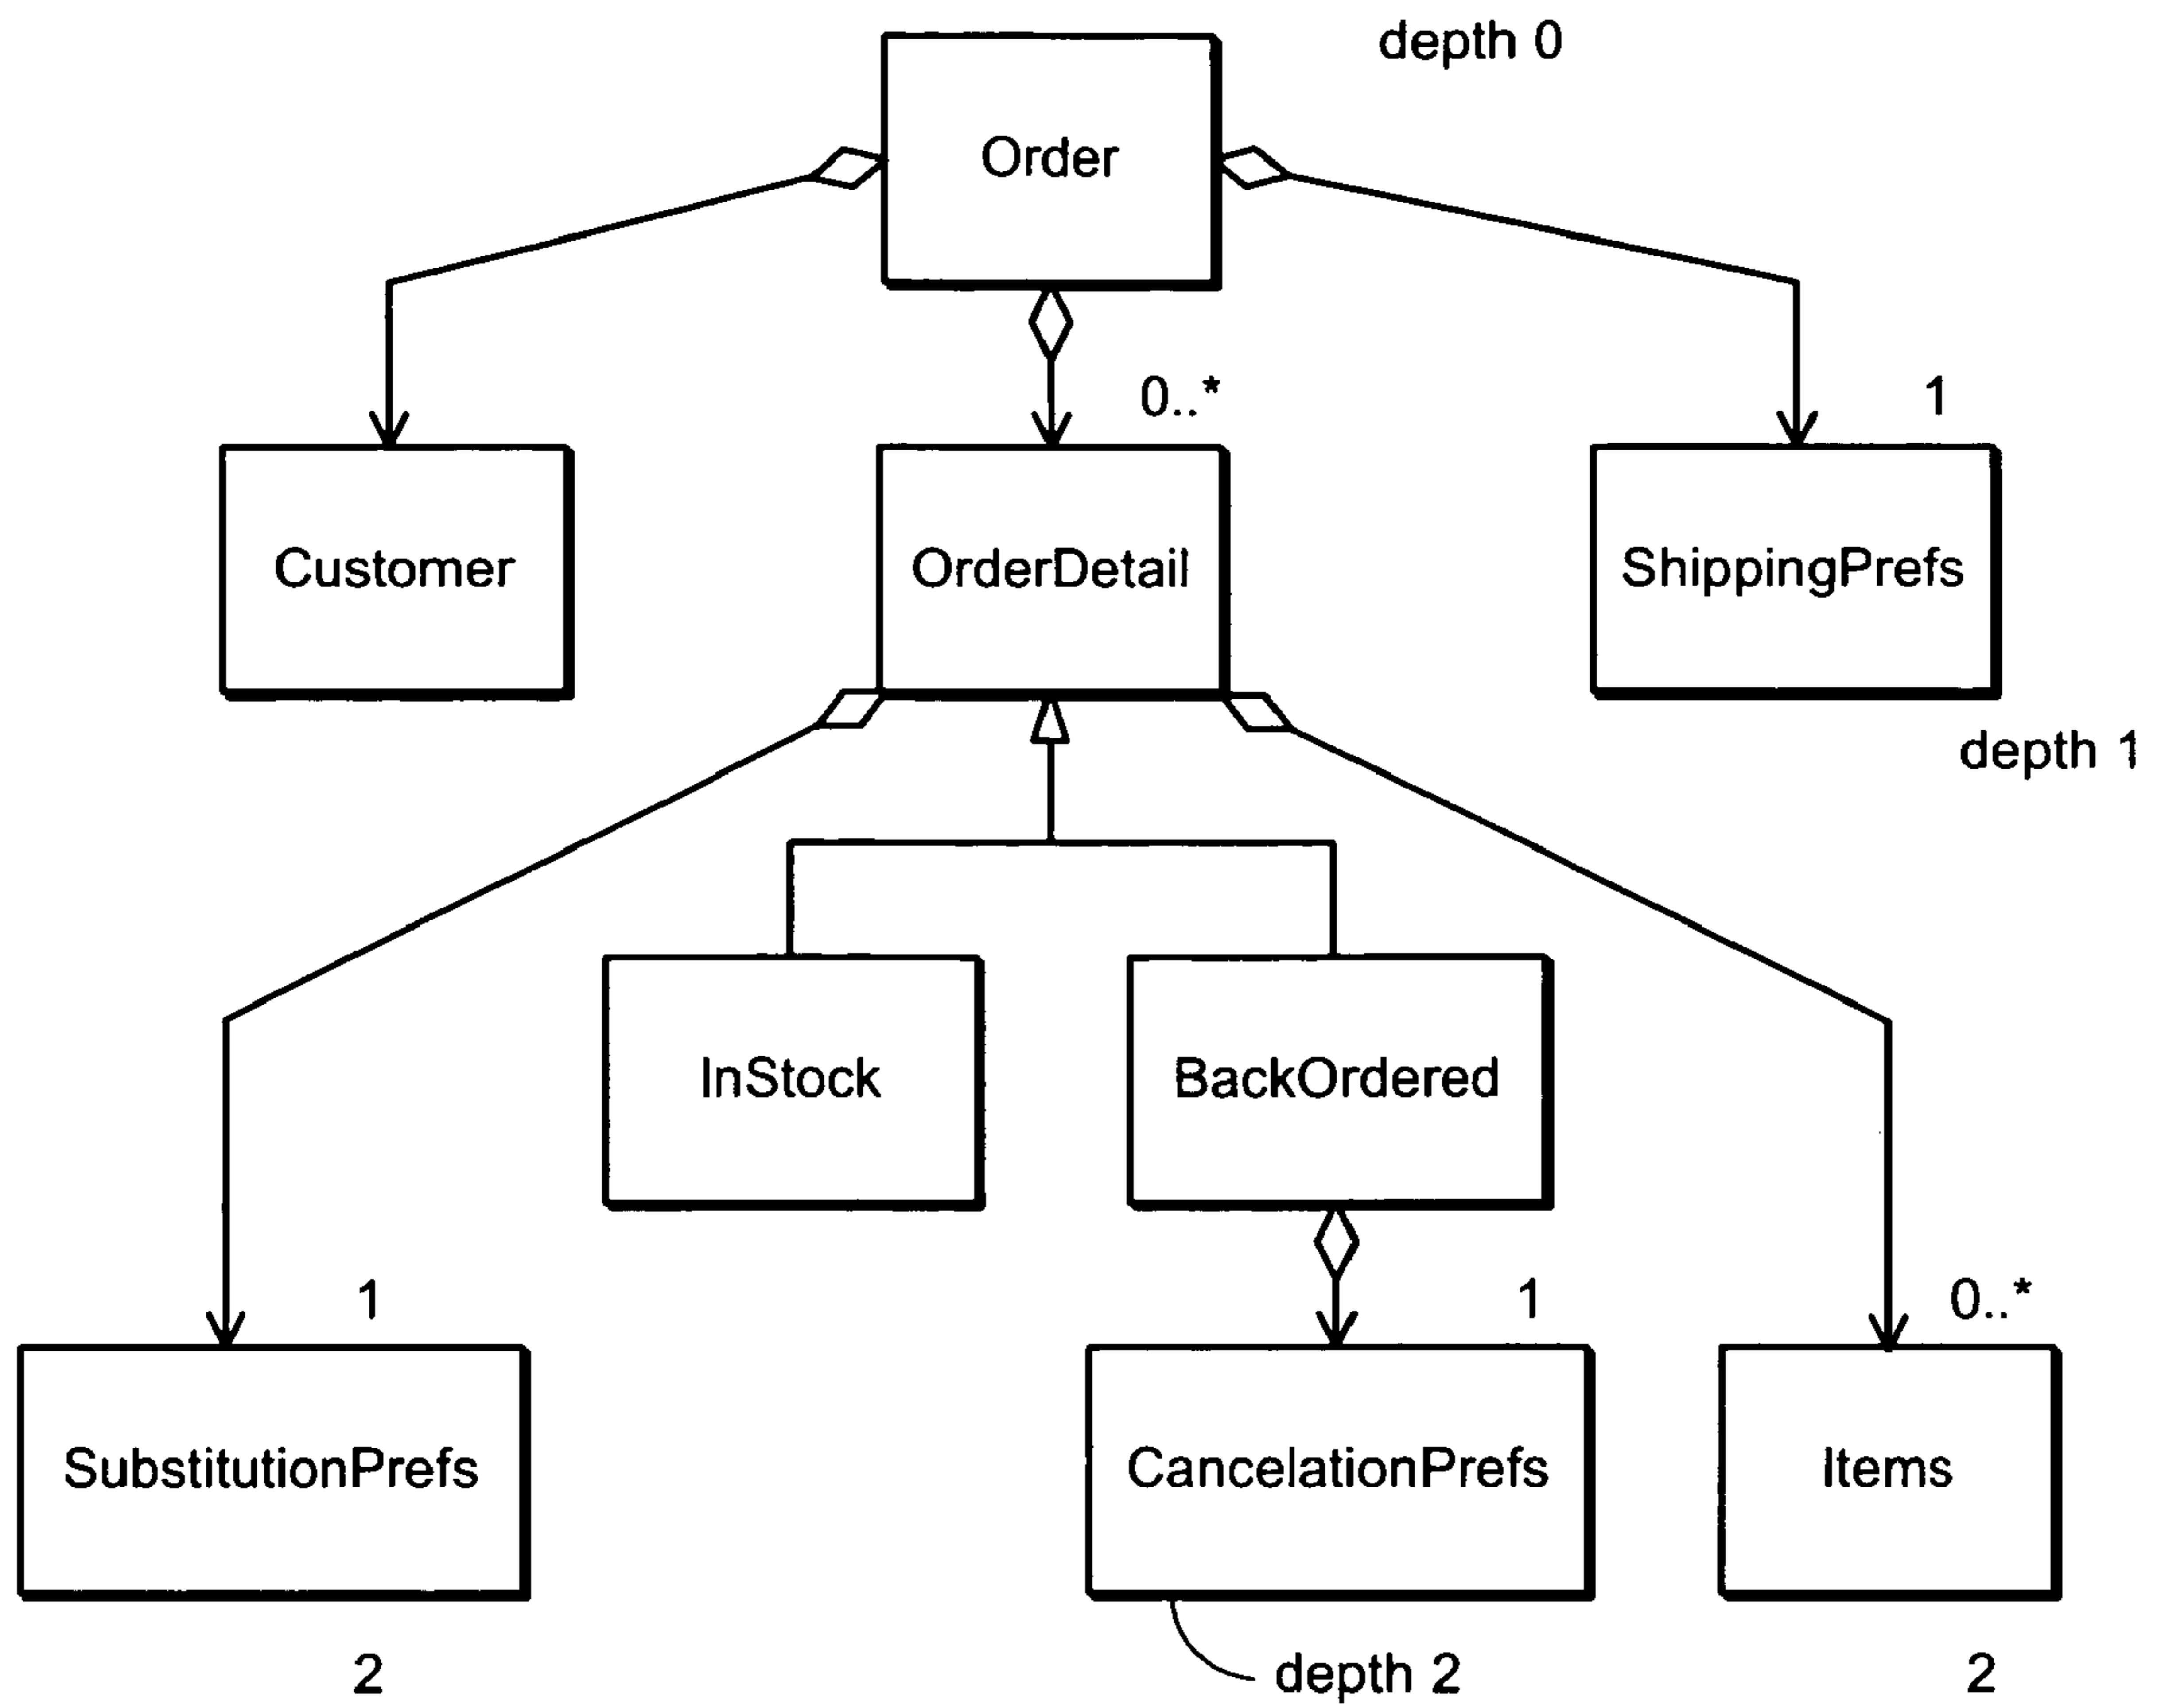 depth 0
Order
0..*
1
Customer
OrderDetail
ShippingPrefs
depth 1
InStock
BackOrdered
1
1
0..*
SubstitutionPrefs
CancelationPrefs
Items
2
depth 2
2